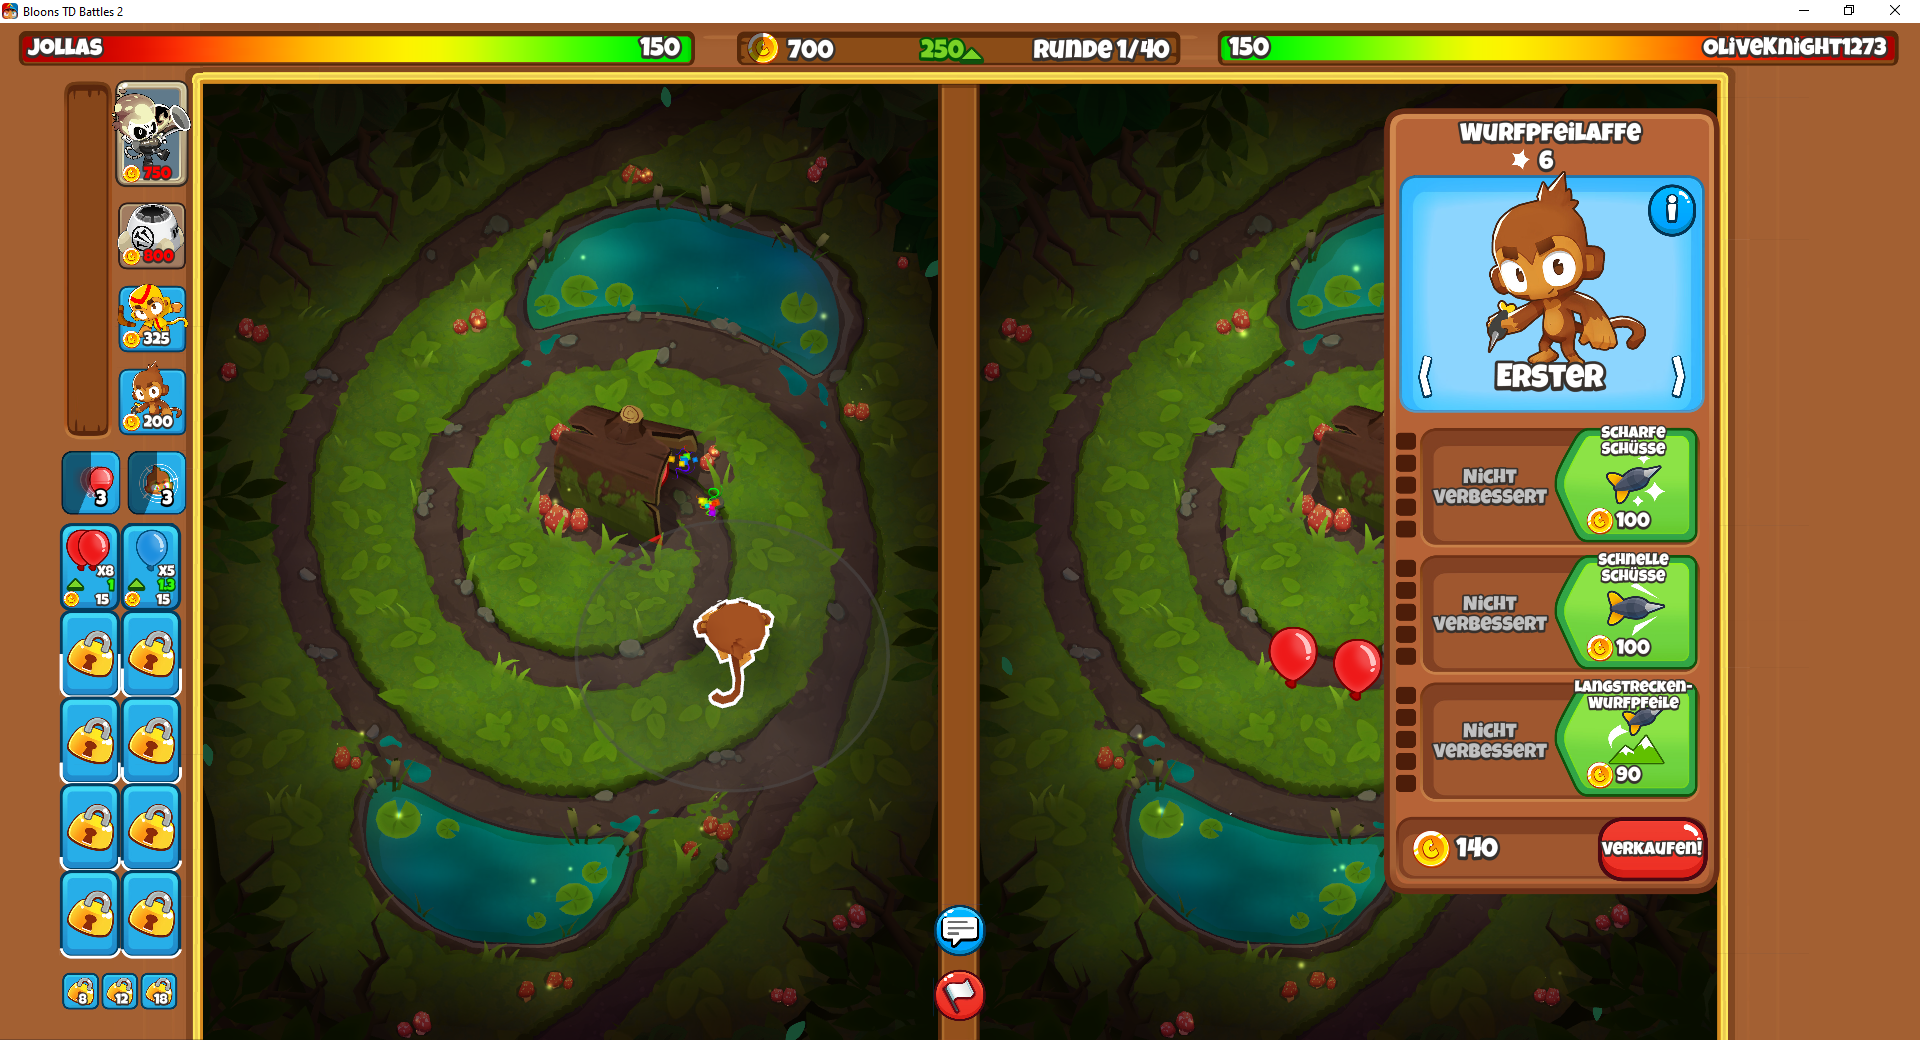 Bloons TD Battles 2
JOLLAS
150
700
250
RUNDE 1/40
150
OLIVEKNIGHT1273
750
800
325
200
3
3
X8
1
15
X5
13
15
8
12
18
WURFPFEILAFFE
6
i
ERSTER
NICHT VERBESSERT
SCHARFE SCHÜSSE
100
NICHT VERBESSERT
SCHNELLE SCHÜSSE
100
NICHT VERBESSERT
LANGSTRECKEN-
WURFPFEILE
90
140
VERKAUFEN!